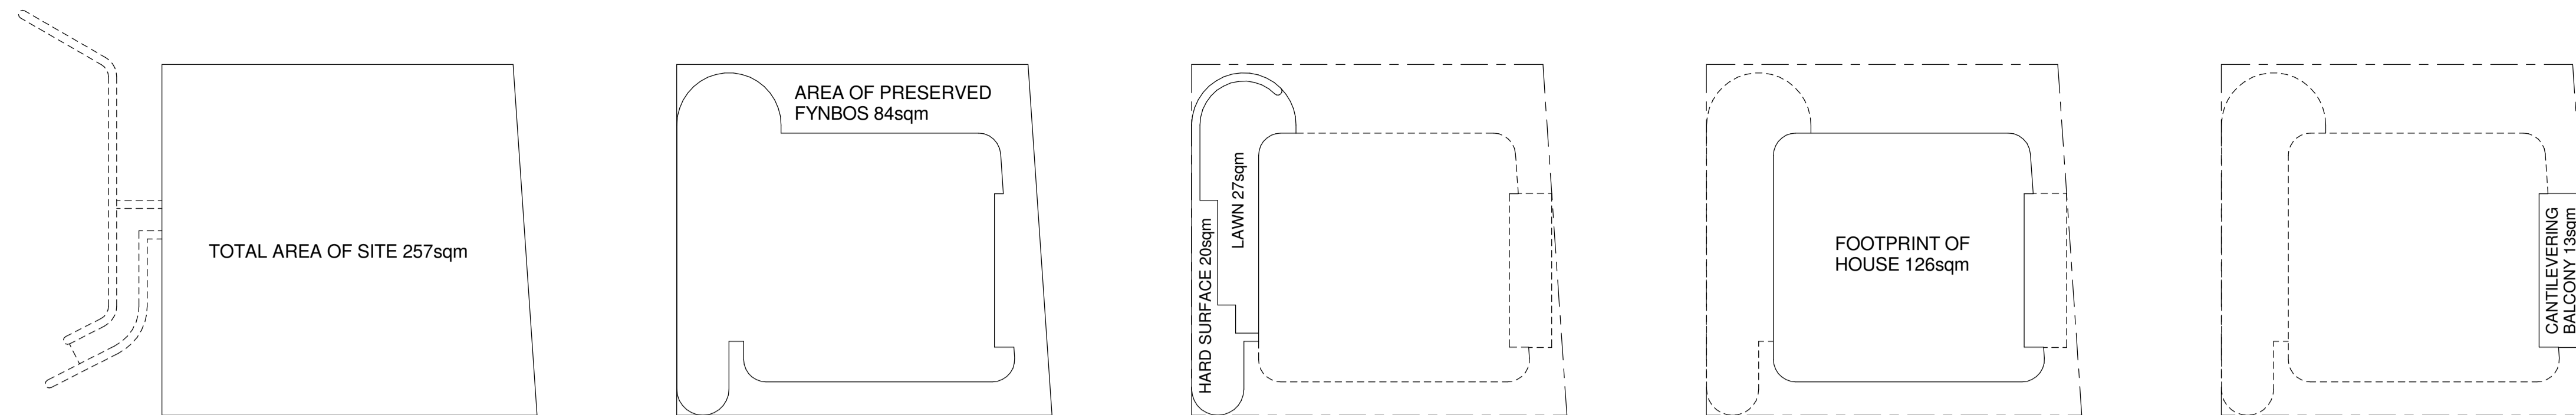 TOTAL AREA OF SITE 257sqm
AREA OF PRESERVED
FYNBOS 84sqm
HARD SURFACE 20sqm
LAWN 27sqm
FOOTPRINT OF
HOUSE 126sqm
CANTILEVERING
BALCONY 13sqm